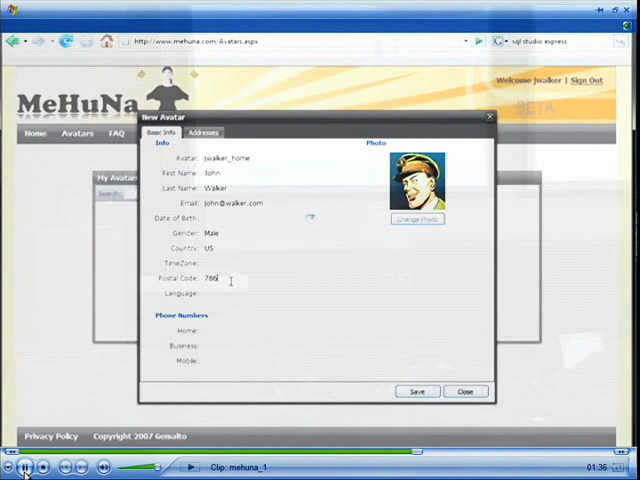 http://www.mehuna.com/Avatars.aspx
sql studio express
Welcome jwalker | Sign Out
MeHuNa
BETA
Home Avatars FAQ
New Avatar
Basic Info Addresses
Info
Photo
Avatar: jwalker_home
First Name: John
Last Name: Walker
Email: john@walker.com
Date of Birth:
Change Photo
Gender: Male
Country: US
TimeZone:
Postal Code: 786
Language:
Phone Numbers
Home:
Business:
Mobile:
Save Close
My Avatars
Search:
Privacy Policy Copyright 2007 Gemalto
Clip: mehuna_1
01:36